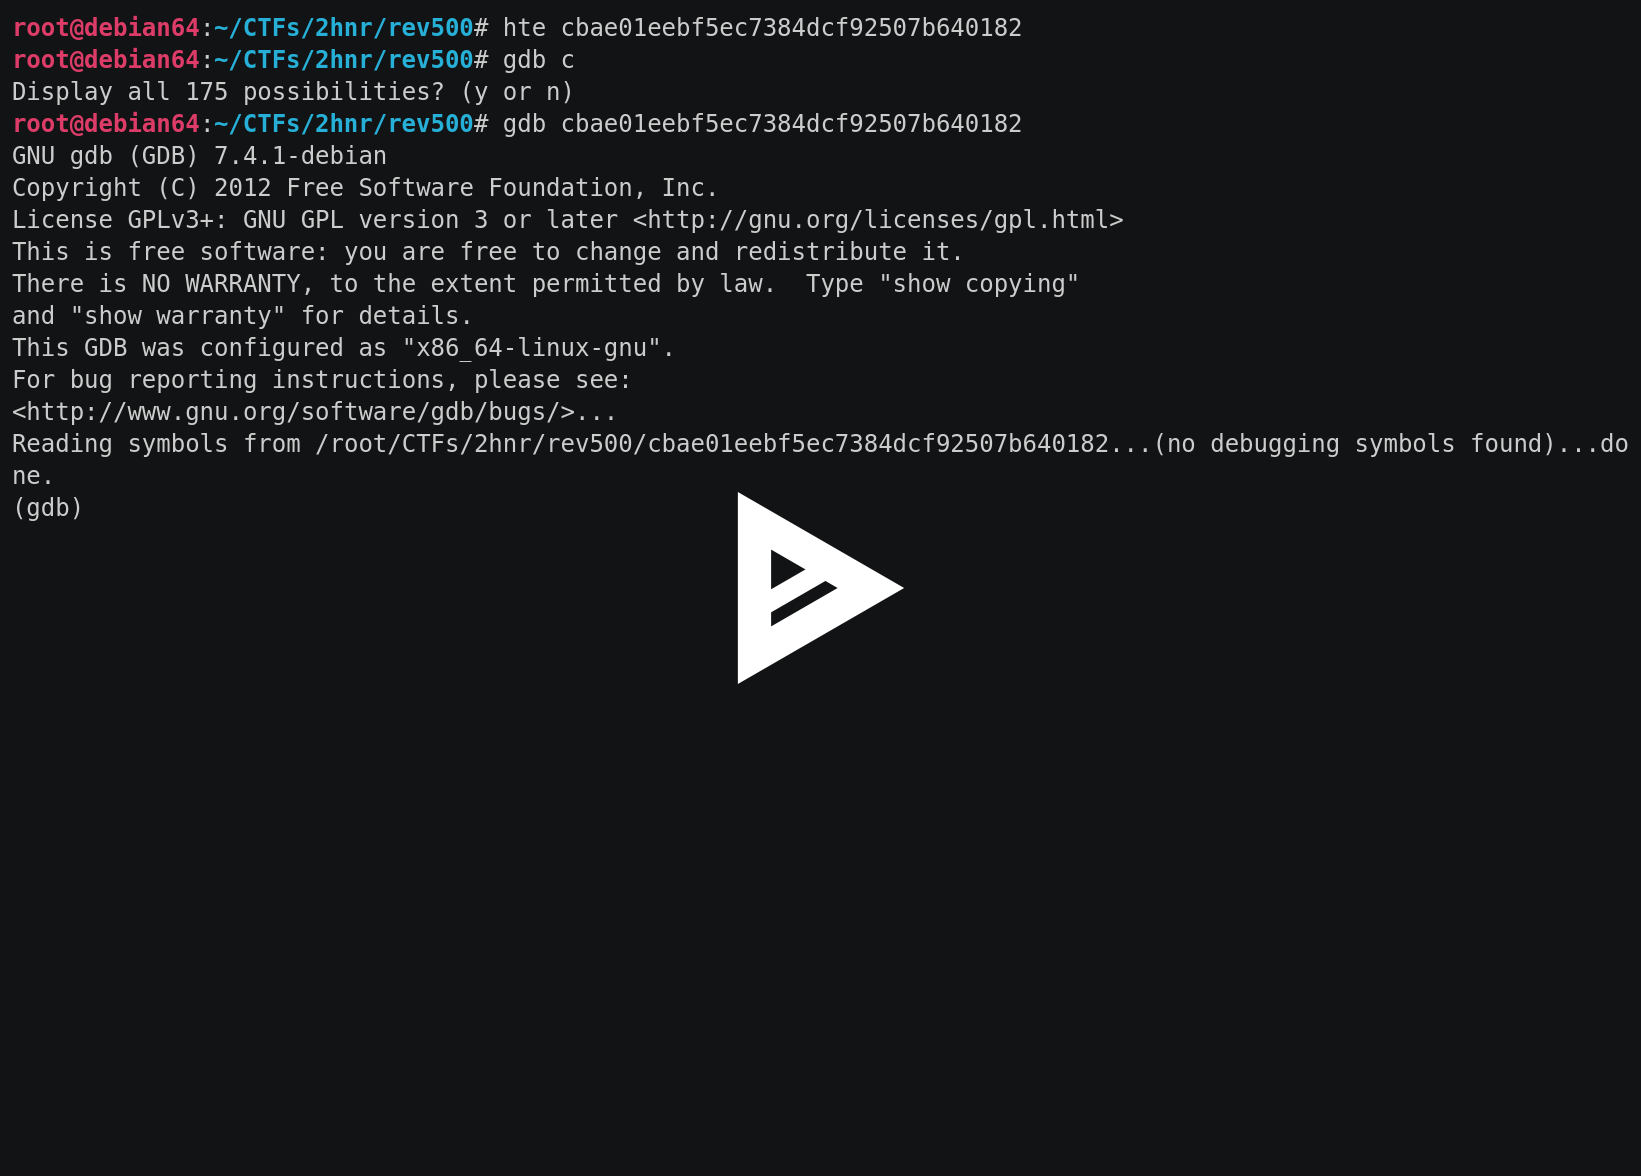 root@debian64:~/CTFs/2hnr/rev500# hte cbae01eebf5ec7384dcf92507b640182
root@debian64:~/CTFs/2hnr/rev500# gdb c
Display all 175 possibilities? (y or n)
root@debian64:~/CTFs/2hnr/rev500# gdb cbae01eebf5ec7384dcf92507b640182
GNU gdb (GDB) 7.4.1-debian
Copyright (C) 2012 Free Software Foundation, Inc.
License GPLv3+: GNU GPL version 3 or later <http://gnu.org/licenses/gpl.html>
This is free software: you are free to change and redistribute it.
There is NO WARRANTY, to the extent permitted by law.  Type "show copying"
and "show warranty" for details.
This GDB was configured as "x86_64-linux-gnu".
For bug reporting instructions, please see:
<http://www.gnu.org/software/gdb/bugs/>...
Reading symbols from /root/CTFs/2hnr/rev500/cbae01eebf5ec7384dcf92507b640182...(no debugging symbols found)...do
ne.
(gdb)